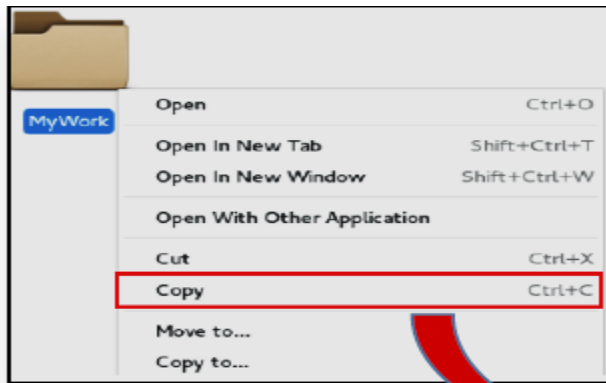 MyWork
Open Ctrl+O
Open In New Tab Shift+Ctrl+T
Open In New Window Shift+Ctrl+W
Open With Other Application
Cut Ctrl+X
Copy Ctrl+C
Move to...
Copy to...